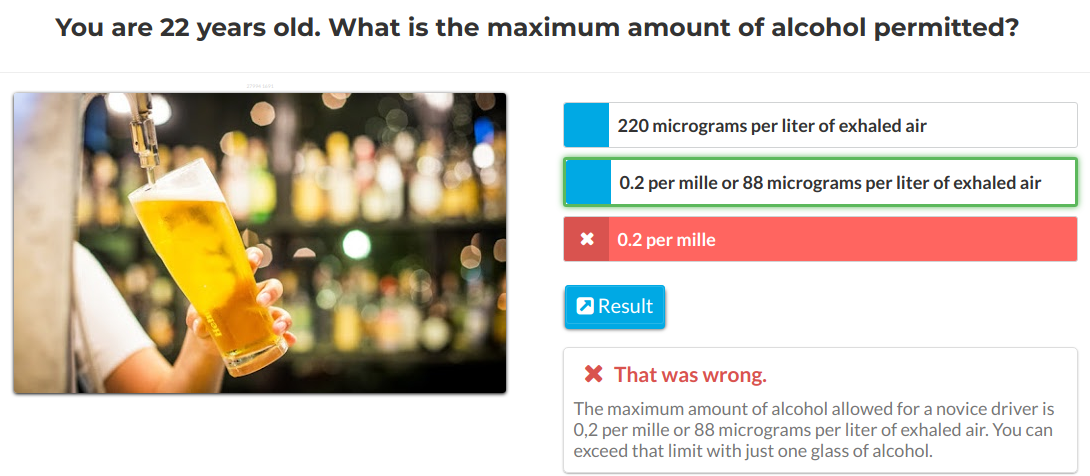 You are 22 years old. What is the maximum amount of alcohol permitted?
220 micrograms per liter of exhaled air
0.2 per mille or 88 micrograms per liter of exhaled air
0.2 per mille
Result
That was wrong.
The maximum amount of alcohol allowed for a novice driver is
0,2 per mille or 88 micrograms per liter of exhaled air. You can
exceed that limit with just one glass of alcohol.